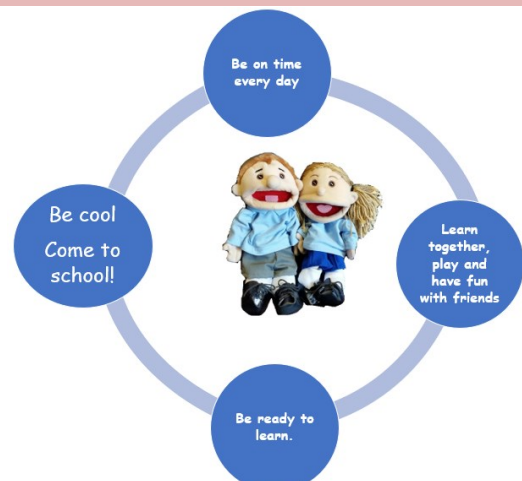 Be on time
every day
Learn
together,
play and
have fun
with friends
Be ready to
learn.
Be cool
Come to
school!